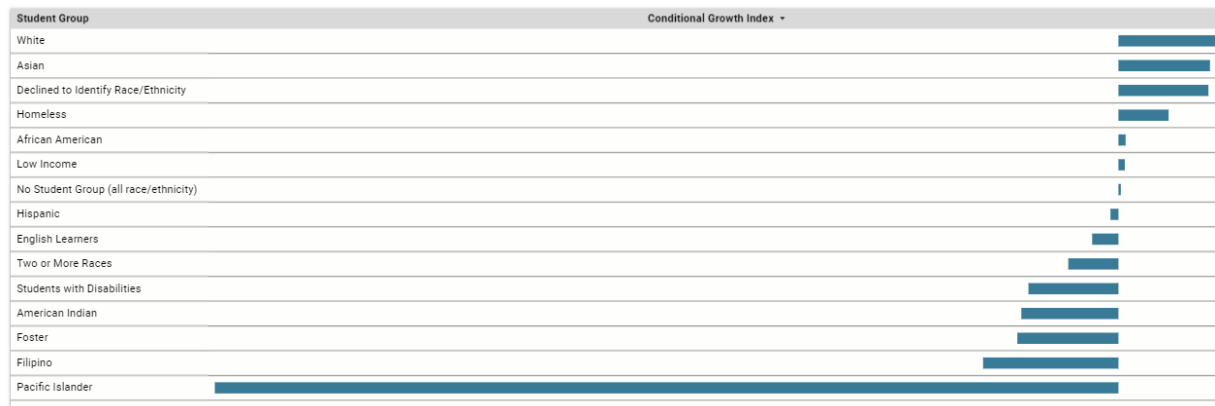 Student Group Conditional Growth Index
White
Asian
Declined to Identify Race/Ethnicity
Homeless
African American
Low Income
No Student Group (all race/ethnicity)
Hispanic
English Learners
Two or More Races
Students with Disabilities
American Indian
Foster
Filipino
Pacific Islander